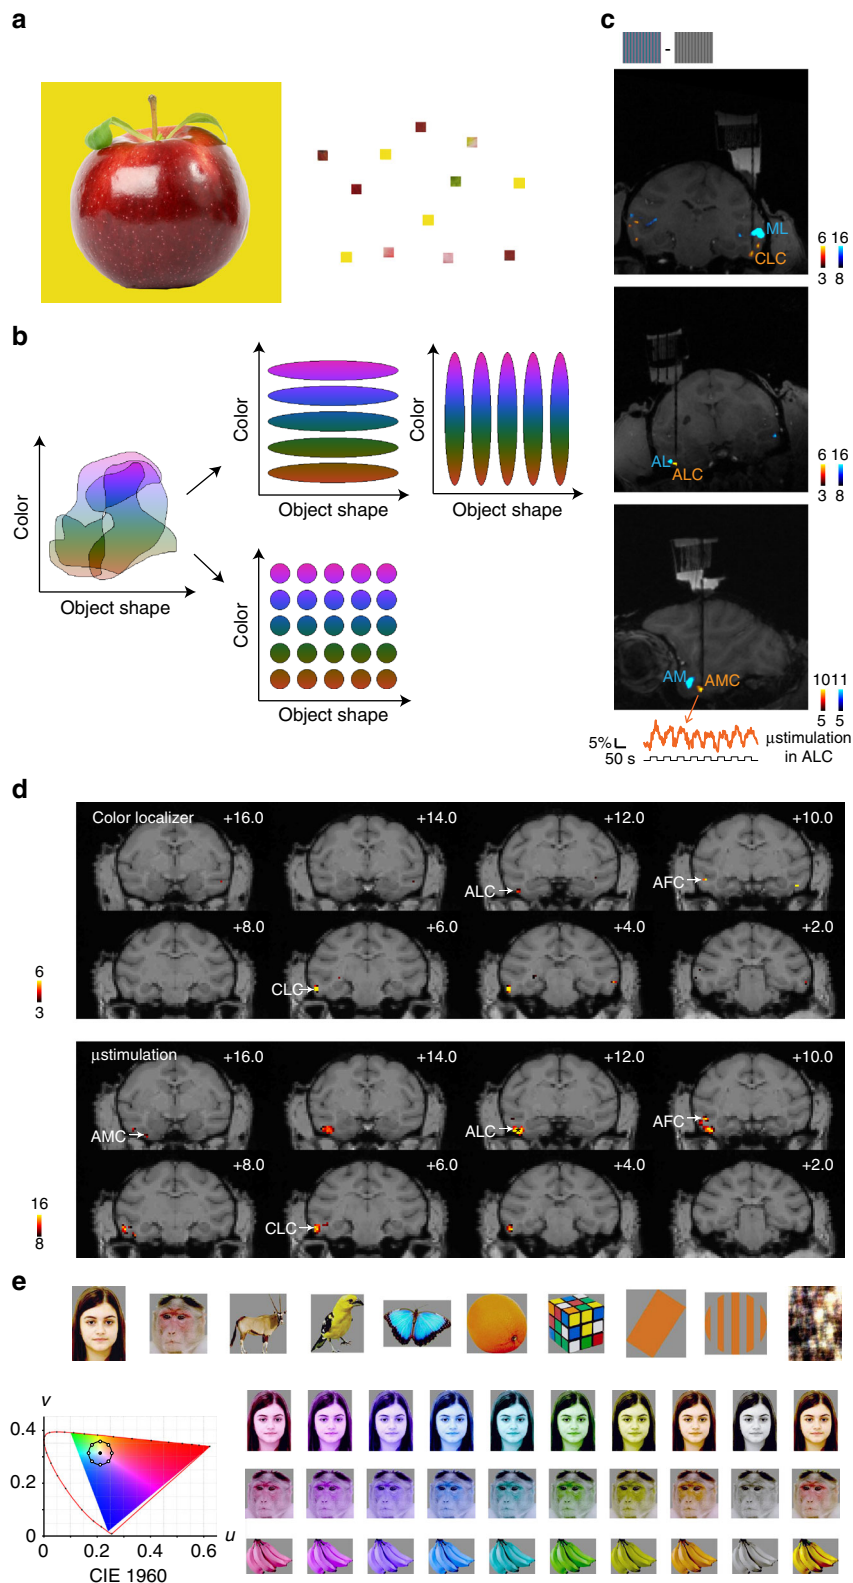 a
b
Color
Object shape
Color
Object shape
Color
Object shape
Color
Object shape
c
-
ML
CLC
6 16
3 8
AL
ALC
6 16
3 8
AM
AMC
10 11
5 5
5%
50 s
µstimulation
in ALC
d
Color localizer
+16.0
+14.0
+12.0
+10.0
ALC
AFC
+8.0
+6.0
+4.0
+2.0
CLC
6
3
µstimulation
+16.0
+14.0
+12.0
+10.0
AMC
ALC
AFC
+8.0
+6.0
+4.0
+2.0
CLC
16
8
e
v
0.4
0.2
0
0 0.2 0.4 0.6
u
CIE 1960